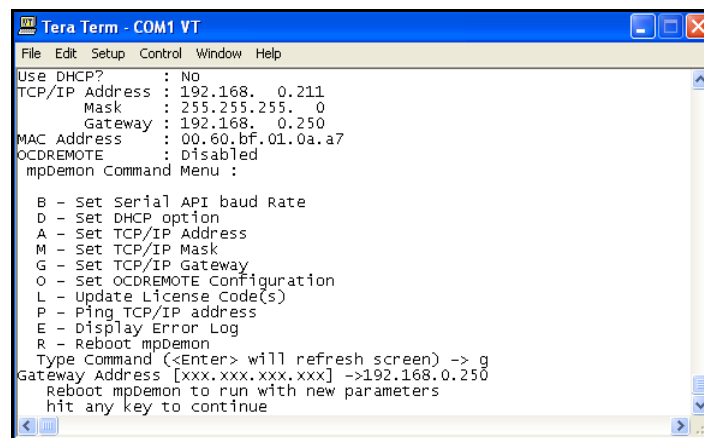 Tera Term - COM1 VT
File Edit Setup Control Window Help
Use DHCP? : No
TCP/IP Address : 192.168. 0.211
Mask : 255.255.255. 0
Gateway : 192.168. 0.250
MAC Address : 00.60.bf.01.0a.a7
OCDREMOTE : Disabled
mpDemon Command Menu :
B - Set Serial API baud Rate
D - Set DHCP option
A - Set TCP/IP Address
M - Set TCP/IP Mask
G - Set TCP/IP Gateway
O - Set OCDREMOTE Configuration
L - Update License Code(s)
P - Ping TCP/IP address
E - Display Error Log
R - Reboot mpDemon
Type Command (<Enter> will refresh screen) -> g
Gateway Address [xxx.xxx.xxx.xxx] ->192.168.0.250
Reboot mpDemon to run with new parameters
hit any key to continue